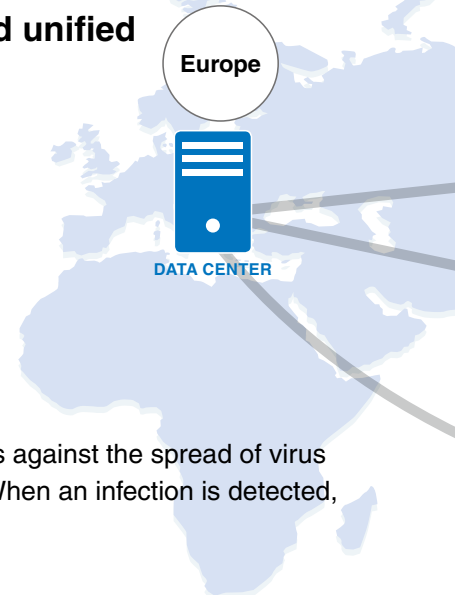 d unified
Europe
DATA CENTER
s against the spread of virus
When an infection is detected,